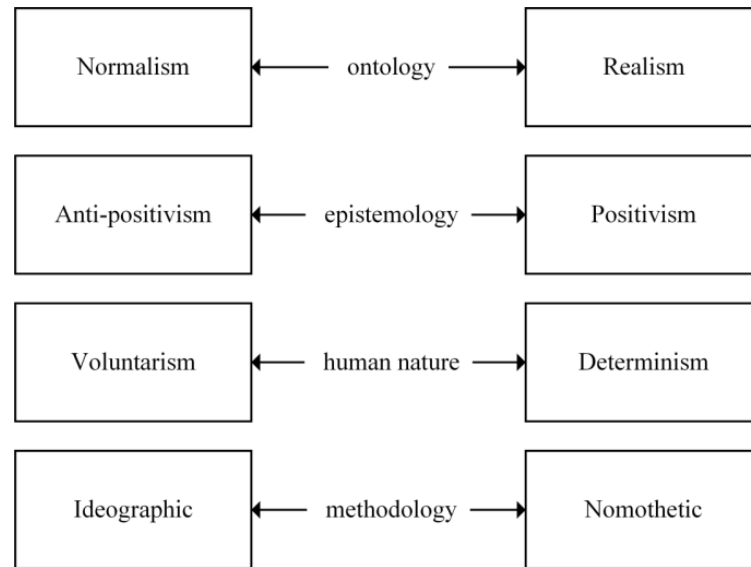 Normalism ontology Realism
Anti-positivism epistemology Positivism
Voluntarism human nature Determinism
Ideographic methodology Nomothetic